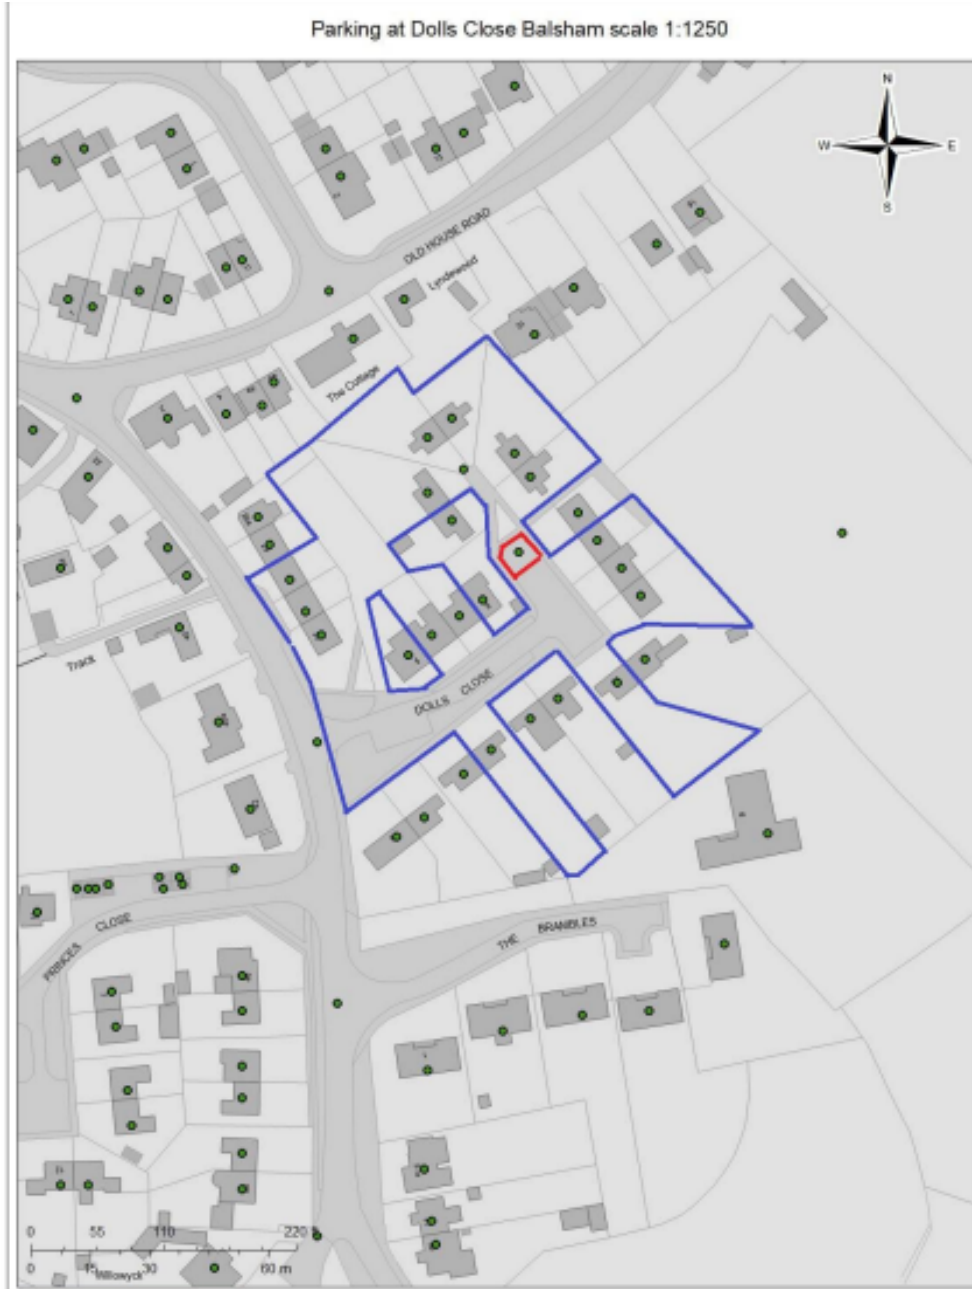 Parking at Dolls Close Balsham scale 1:1250
N
W E
S
OLD HOUSE ROAD
Lyndewood
The Cottage
Track
DOLLS CLOSE
PRINCES CLOSE
THE BRAMBLES
0 55 110 220
0 15 30 60 m
Willowyck